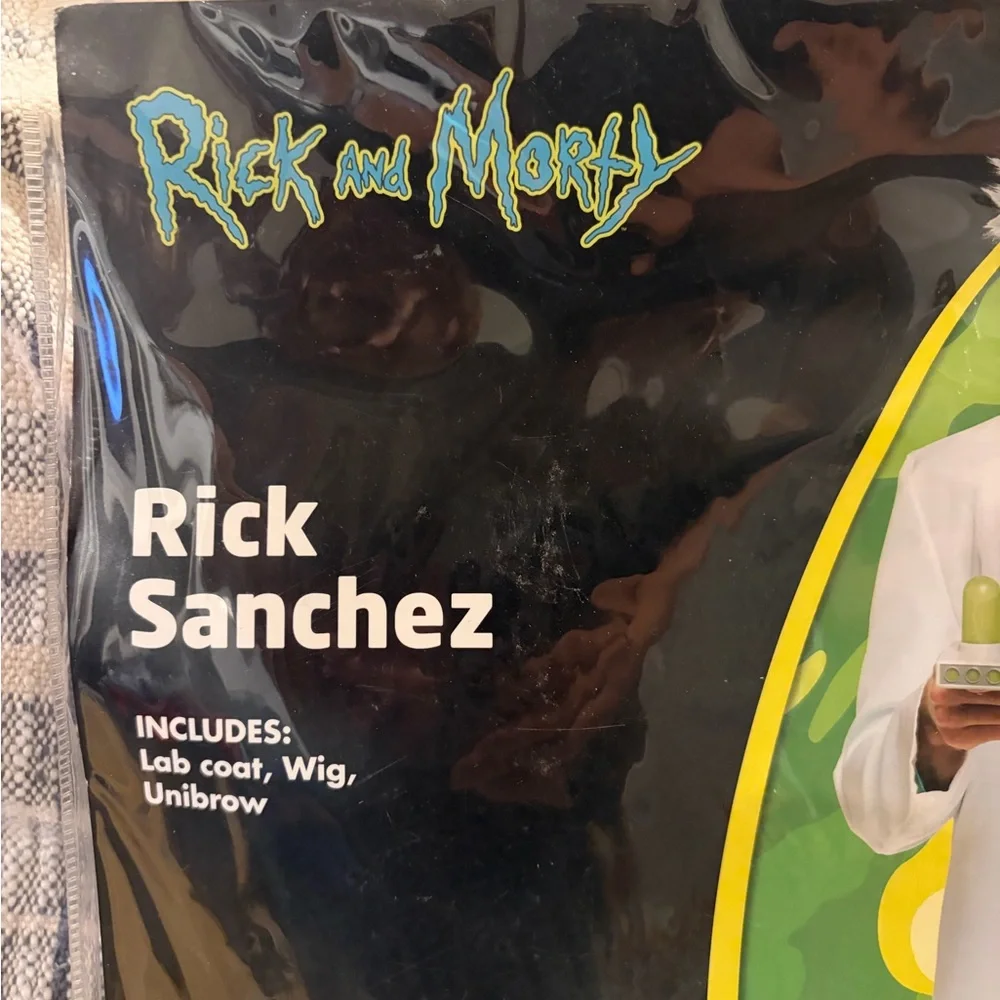 Rick And Morty
Rick
Sanchez
INCLUDES:
Lab coat, Wig,
Unibrow